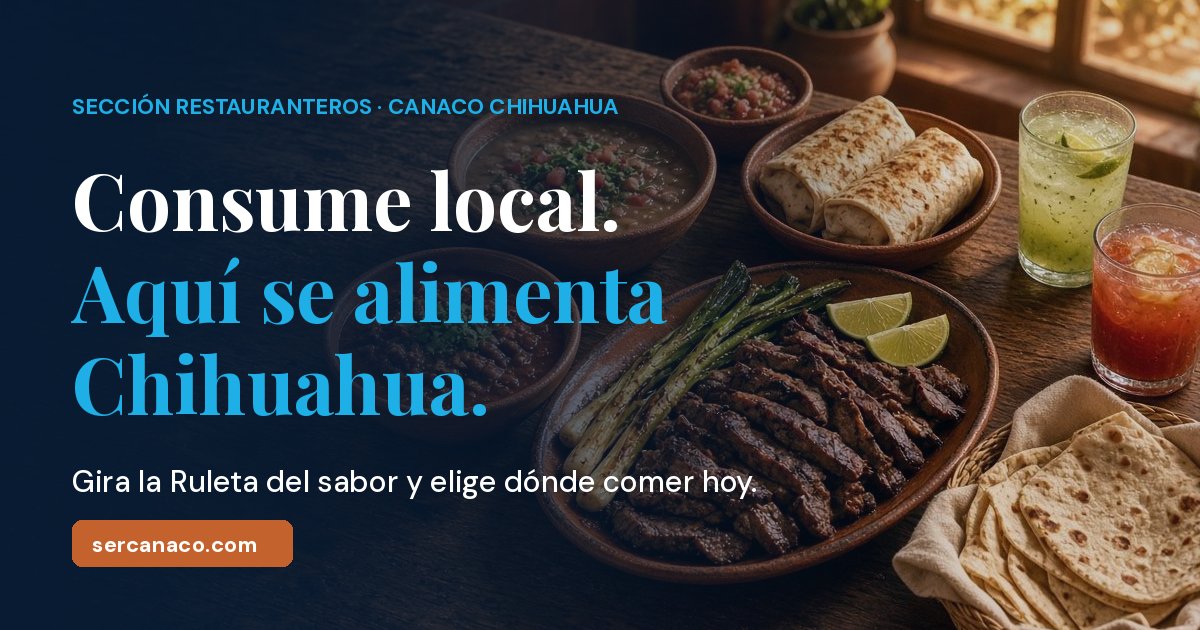 SECCIÓN RESTAURANTEROS · CANACO CHIHUAHUA
Consume local.
Aquí se alimenta
Chihuahua.
Gira la Ruleta del sabor y elige dónde comer hoy.
sercanaco.com